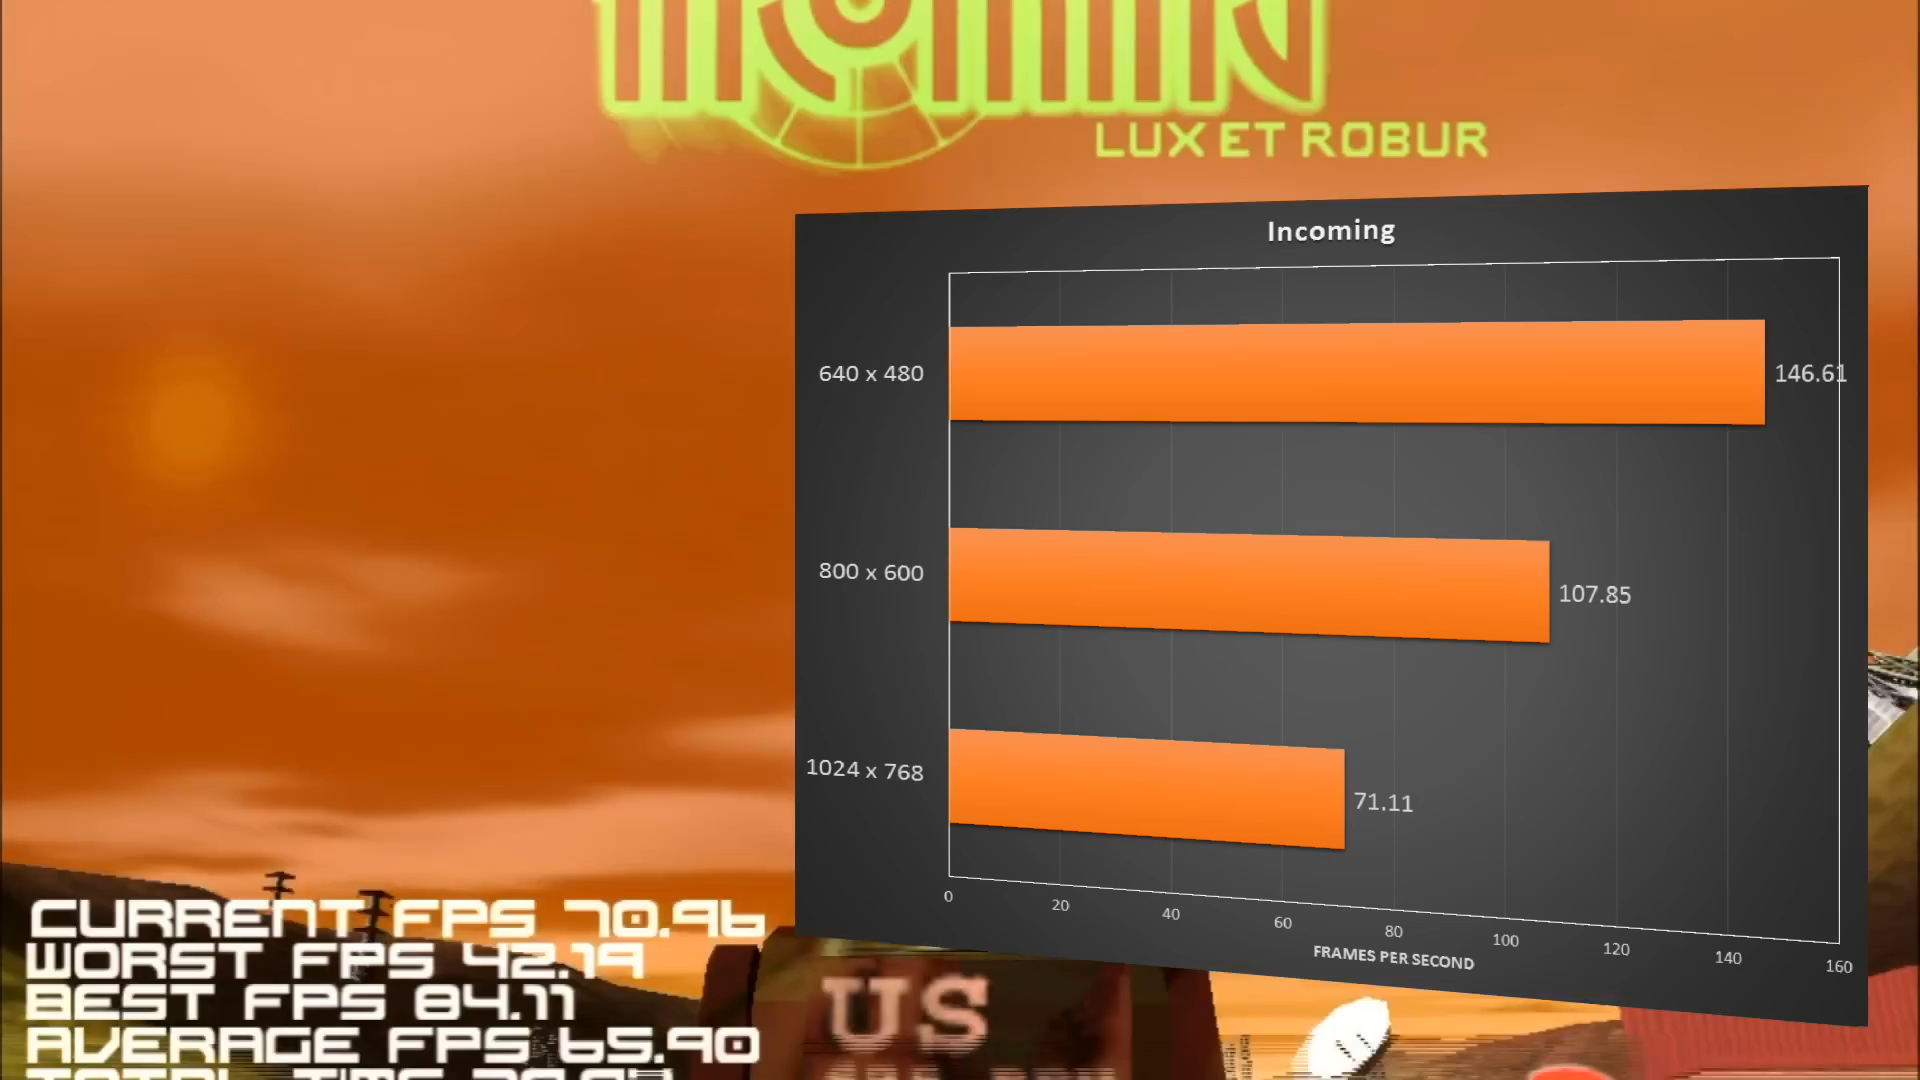 LUX ET ROBUR
Incoming
640 x 480
146.61
800 x 600
107.85
1024 x 768
71.11
0 20 40 60 80 100 120 140 160
FRAMES PER SECOND
CURRENT FPS 70.96
WORST FPS 42.19
BEST FPS 84.11
AVERAGE FPS 65.90
US